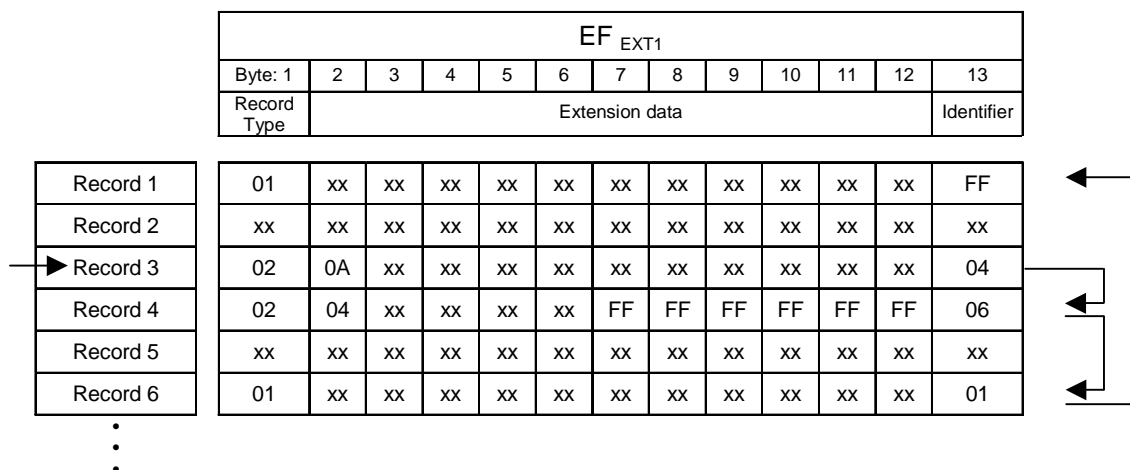 EF EXT1
Byte: 1 2 3 4 5 6 7 8 9 10 11 12 13
Record Type Extension data Identifier
Record 1 01 xx xx xx xx xx xx xx xx xx xx xx FF
Record 2 xx xx xx xx xx xx xx xx xx xx xx xx xx
Record 3 02 0A xx xx xx xx xx xx xx xx xx xx 04
Record 4 02 04 xx xx xx xx FF FF FF FF FF FF 06
Record 5 xx xx xx xx xx xx xx xx xx xx xx xx xx
Record 6 01 xx xx xx xx xx xx xx xx xx xx xx 01